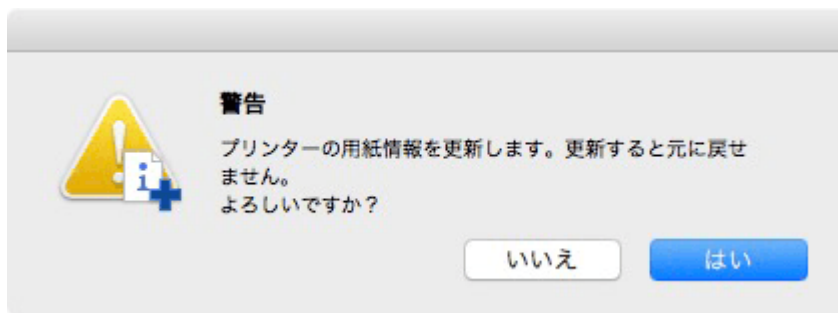 警告
プリンターの用紙情報を更新します。更新すると元に戻せ
ません。
よろしいですか？
いいえ
はい